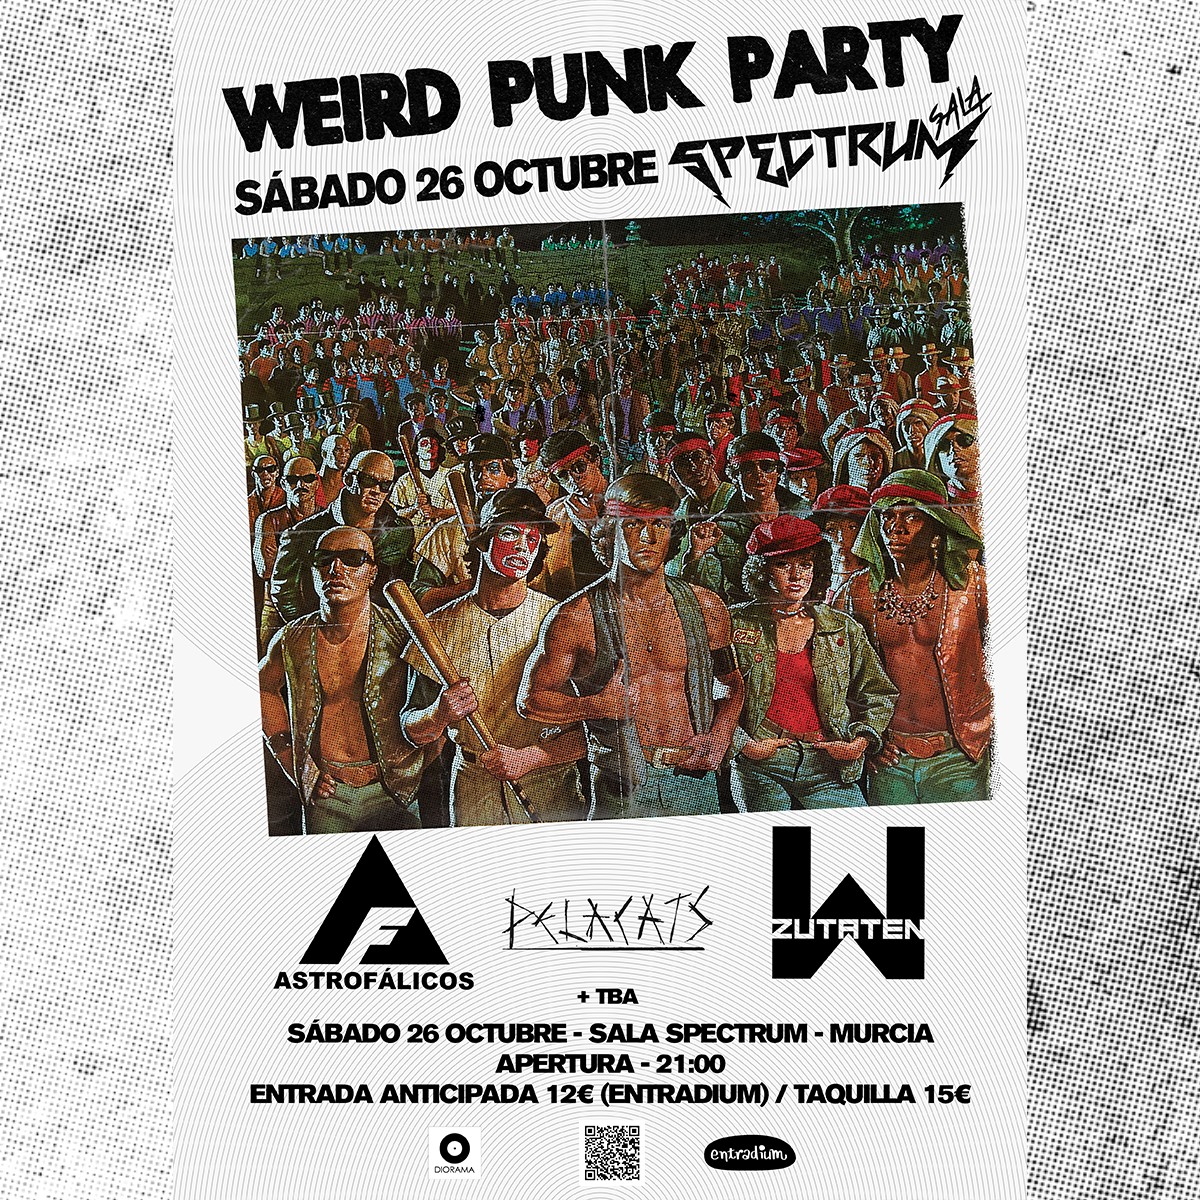 WEIRD PUNK PARTY
SÁBADO 26 OCTUBRE SPECTRUM SALA
AF
ASTROFÁLICOS
PELACATS
W
ZUTATEN
+ TBA
SÁBADO 26 OCTUBRE - SALA SPECTRUM - MURCIA
APERTURA - 21:00
ENTRADA ANTICIPADA 12€ (ENTRADIUM) / TAQUILLA 15€
DIORAMA
entradium